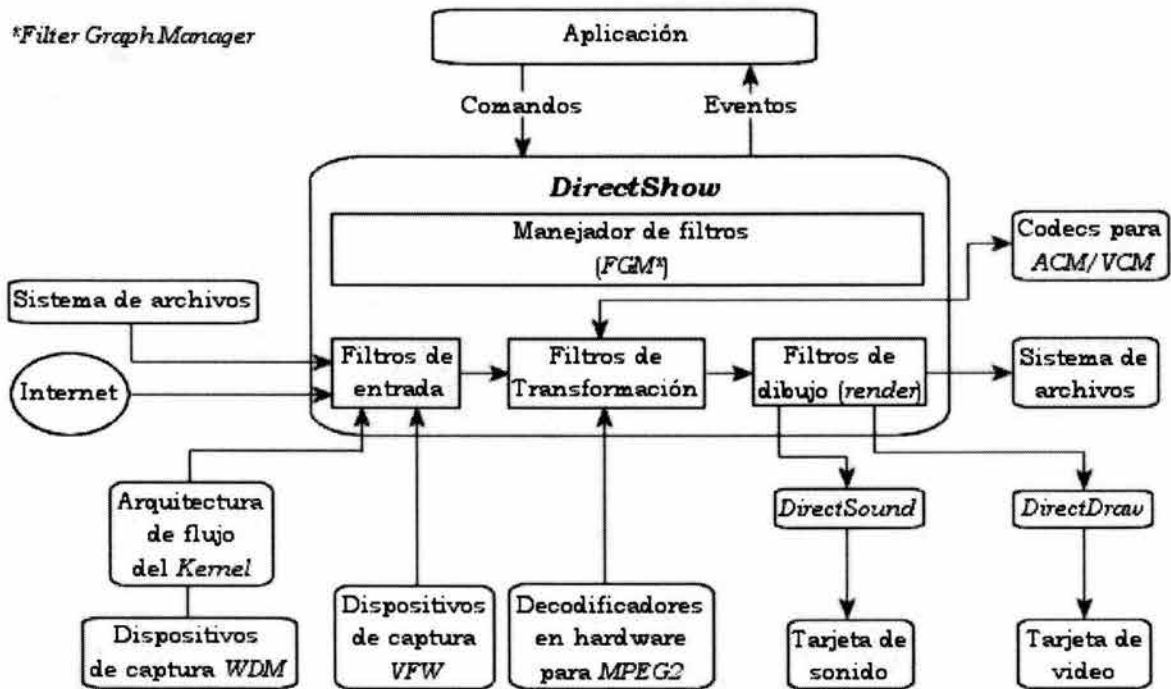 *Filter Graph Manager
Aplicación
Comandos
Eventos
DirectShow
Manejador de filtros
(FGM*)
Codecs para
ACM/VCM
Sistema de archivos
Internet
Filtros de
entrada
Filtros de
Transformación
Filtros de
dibujo (render)
Sistema de
archivos
Arquitectura
de flujo
del Kernel
DirectSound
DirectDraw
Dispositivos
de captura WDM
Dispositivos
de captura
VFW
Decodificadores
en hardware
para MPEG2
Tarjeta de
sonido
Tarjeta de
video